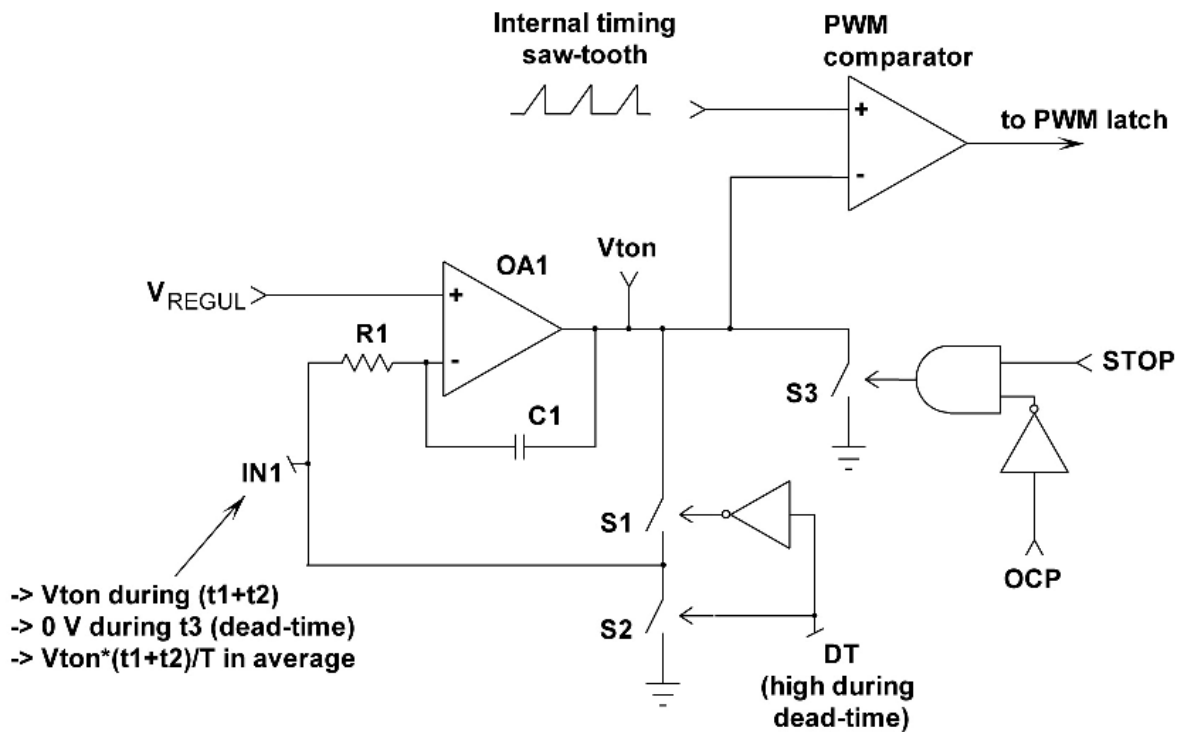 Internal timing
saw-tooth
PWM
comparator
+
-
to PWM latch
Vton
OA1
VREGUL
+
-
R1
C1
S3
STOP
IN1
S1
OCP
-> Vton during (t1+t2)
-> 0 V during t3 (dead-time)
-> Vton*(t1+t2)/T in average
S2
DT
(high during
dead-time)